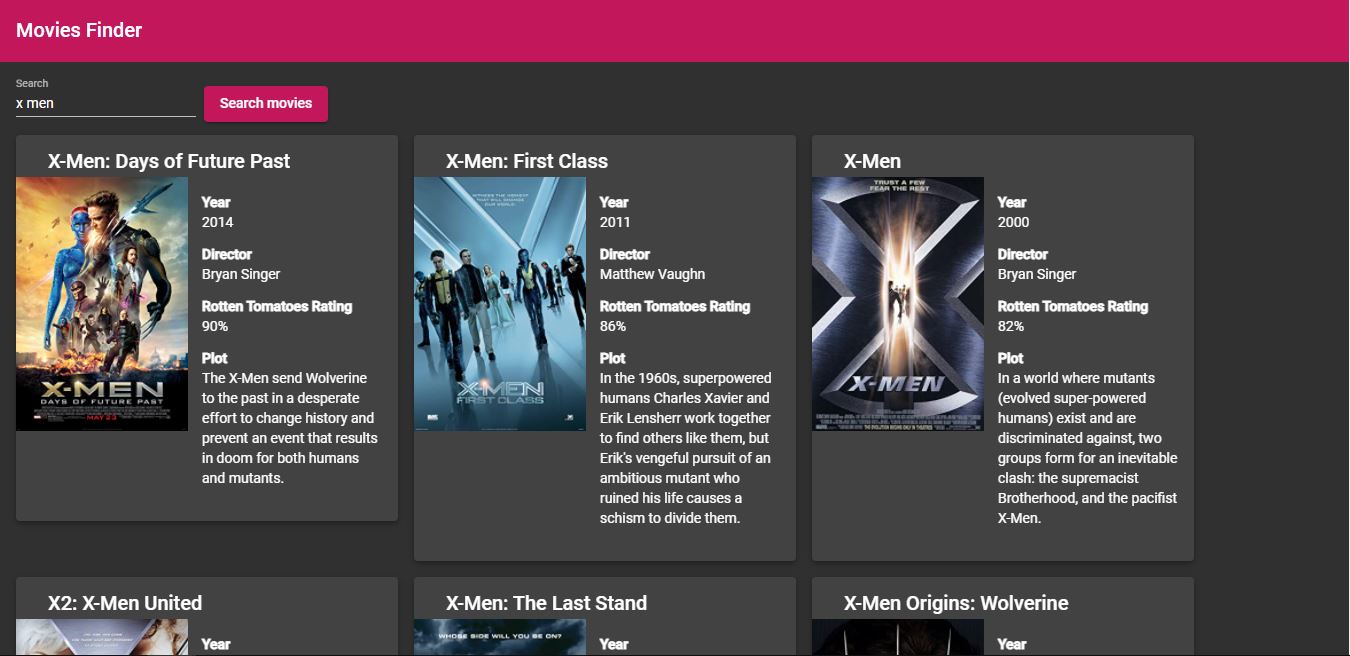 Movies Finder
Search
x men
Search movies
X-Men: Days of Future Past
X-MEN
DAYS OF FUTURE PAST
MAY 23
Year
2014
Director
Bryan Singer
Rotten Tomatoes Rating
90%
Plot
The X-Men send Wolverine
to the past in a desperate
effort to change history and
prevent an event that results
in doom for both humans
and mutants.
X-Men: First Class
WITNESS THE MOMENT
THAT WILL CHANGE
OUR WORLD.
X-MEN
FIRST CLASS
Year
2011
Director
Matthew Vaughn
Rotten Tomatoes Rating
86%
Plot
In the 1960s, superpowered
humans Charles Xavier and
Erik Lensherr work together
to find others like them, but
Erik's vengeful pursuit of an
ambitious mutant who
ruined his life causes a
schism to divide them.
X-Men
TRUST A FEW
FEAR THE REST
X-MEN
Year
2000
Director
Bryan Singer
Rotten Tomatoes Rating
82%
Plot
In a world where mutants
(evolved super-powered
humans) exist and are
discriminated against, two
groups form for an inevitable
clash: the supremacist
Brotherhood, and the pacifist
X-Men.
X2: X-Men United
Year
X-Men: The Last Stand
WHOSE SIDE WILL YOU BE ON?
Year
X-Men Origins: Wolverine
Year